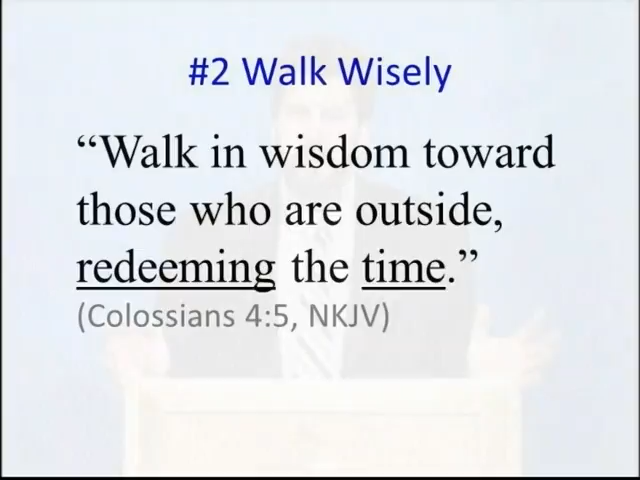 #2 Walk Wisely
“Walk in wisdom toward
those who are outside,
redeeming the time.”
(Colossians 4:5, NKJV)